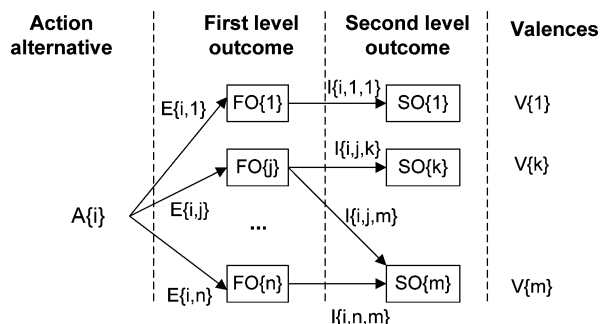 Action alternative
First level outcome
Second level outcome
Valences
E{i,1}
FO{1}
I{i,1,1}
SO{1}
V{1}
FO{j}
I{i,j,k}
SO{k}
V{k}
A{i}
E{i,j}
...
I{i,j,m}
E{i,n}
FO{n}
I{i,n,m}
SO{m}
V{m}